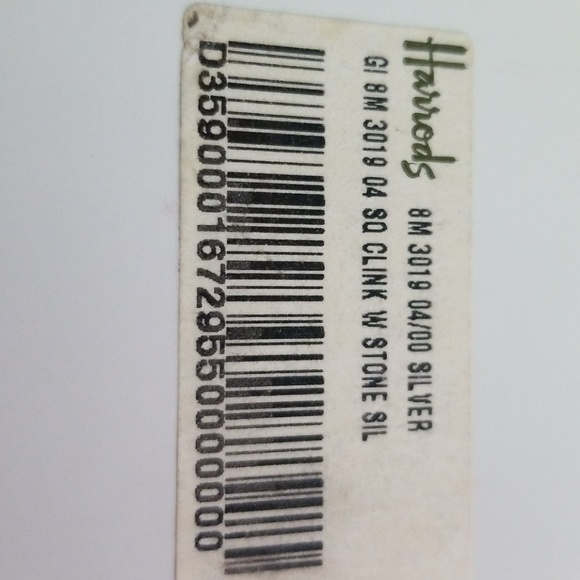 Harrods 8M 3019 04/00 SILVER
GI 8M 3019 04 SQ CLINK W STONE SIL
D35900016729550000000